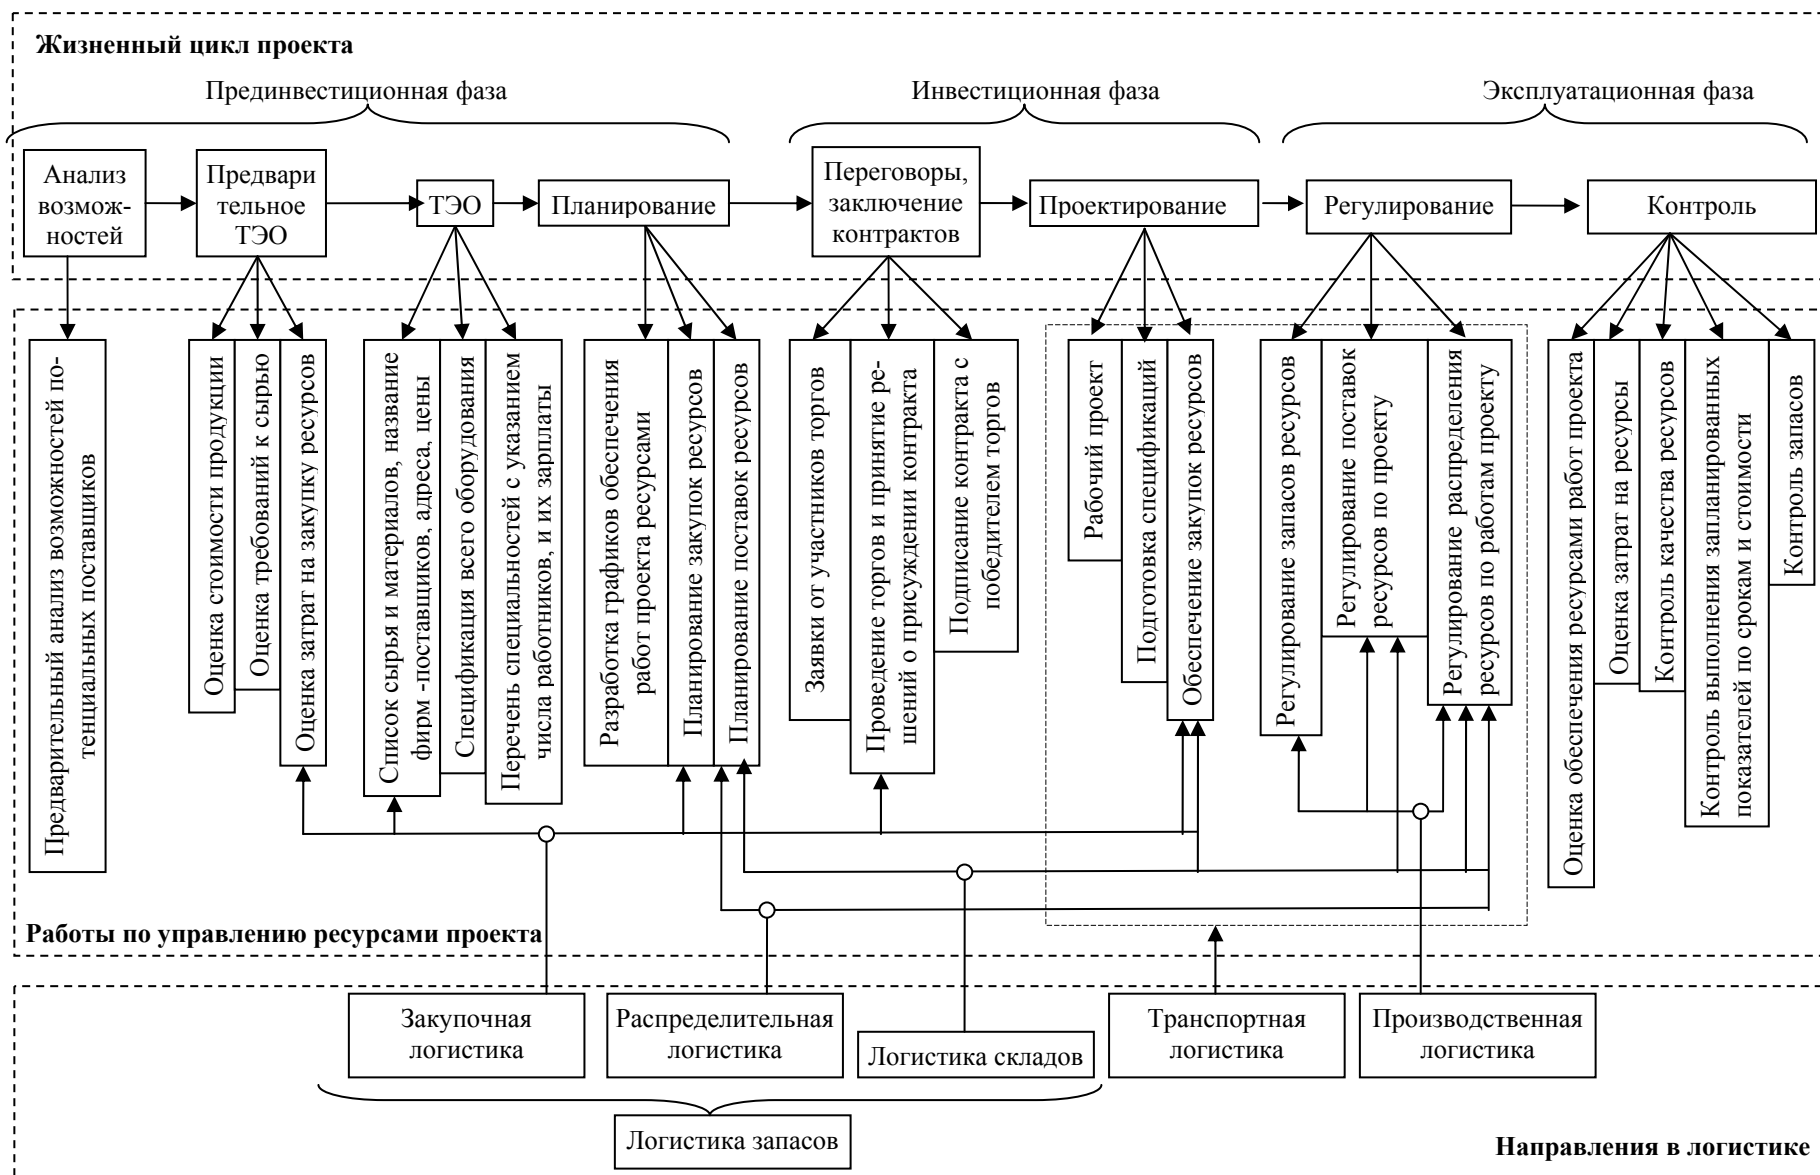 Жизненный цикл проекта
Прединвестиционная фаза
Инвестиционная фаза
Эксплуатационная фаза
Анализ
возмож-
ностей
Предвари
тельное
ТЭО
ТЭО
Планирование
Переговоры,
заключение
контрактов
Проектирование
Регулирование
Контроль
Предварительный анализ возможностей по-
тенциальных поставщиков
Оценка стоимости продукции
Оценка требований к сырью
Оценка затрат на закупку ресурсов
Список сырья и материалов, название
фирм -поставщиков, адреса, цены
Спецификация всего оборудования
Перечень специальностей с указанием
числа работников, и их зарплаты
Разработка графиков обеспечения
работ проекта ресурсами
Планирование закупок ресурсов
Планирование поставок ресурсов
Заявки от участников торгов
Проведение торгов и принятие ре-
шений о присуждении контракта
Подписание контракта с
победителем торгов
Рабочий проект
Подготовка спецификаций
Обеспечение закупок ресурсов
Регулирование запасов ресурсов
Регулирование поставок
ресурсов по проекту
Регулирование распределения
ресурсов по работам проекту
Оценка обеспечения ресурсами работ проекта
Оценка затрат на ресурсы
Контроль качества ресурсов
Контроль выполнения запланированных
показателей по срокам и стоимости
Контроль запасов
Работы по управлению ресурсами проекта
Закупочная
логистика
Распределительная
логистика
Логистика складов
Транспортная
логистика
Производственная
логистика
Логистика запасов
Направления в логистике